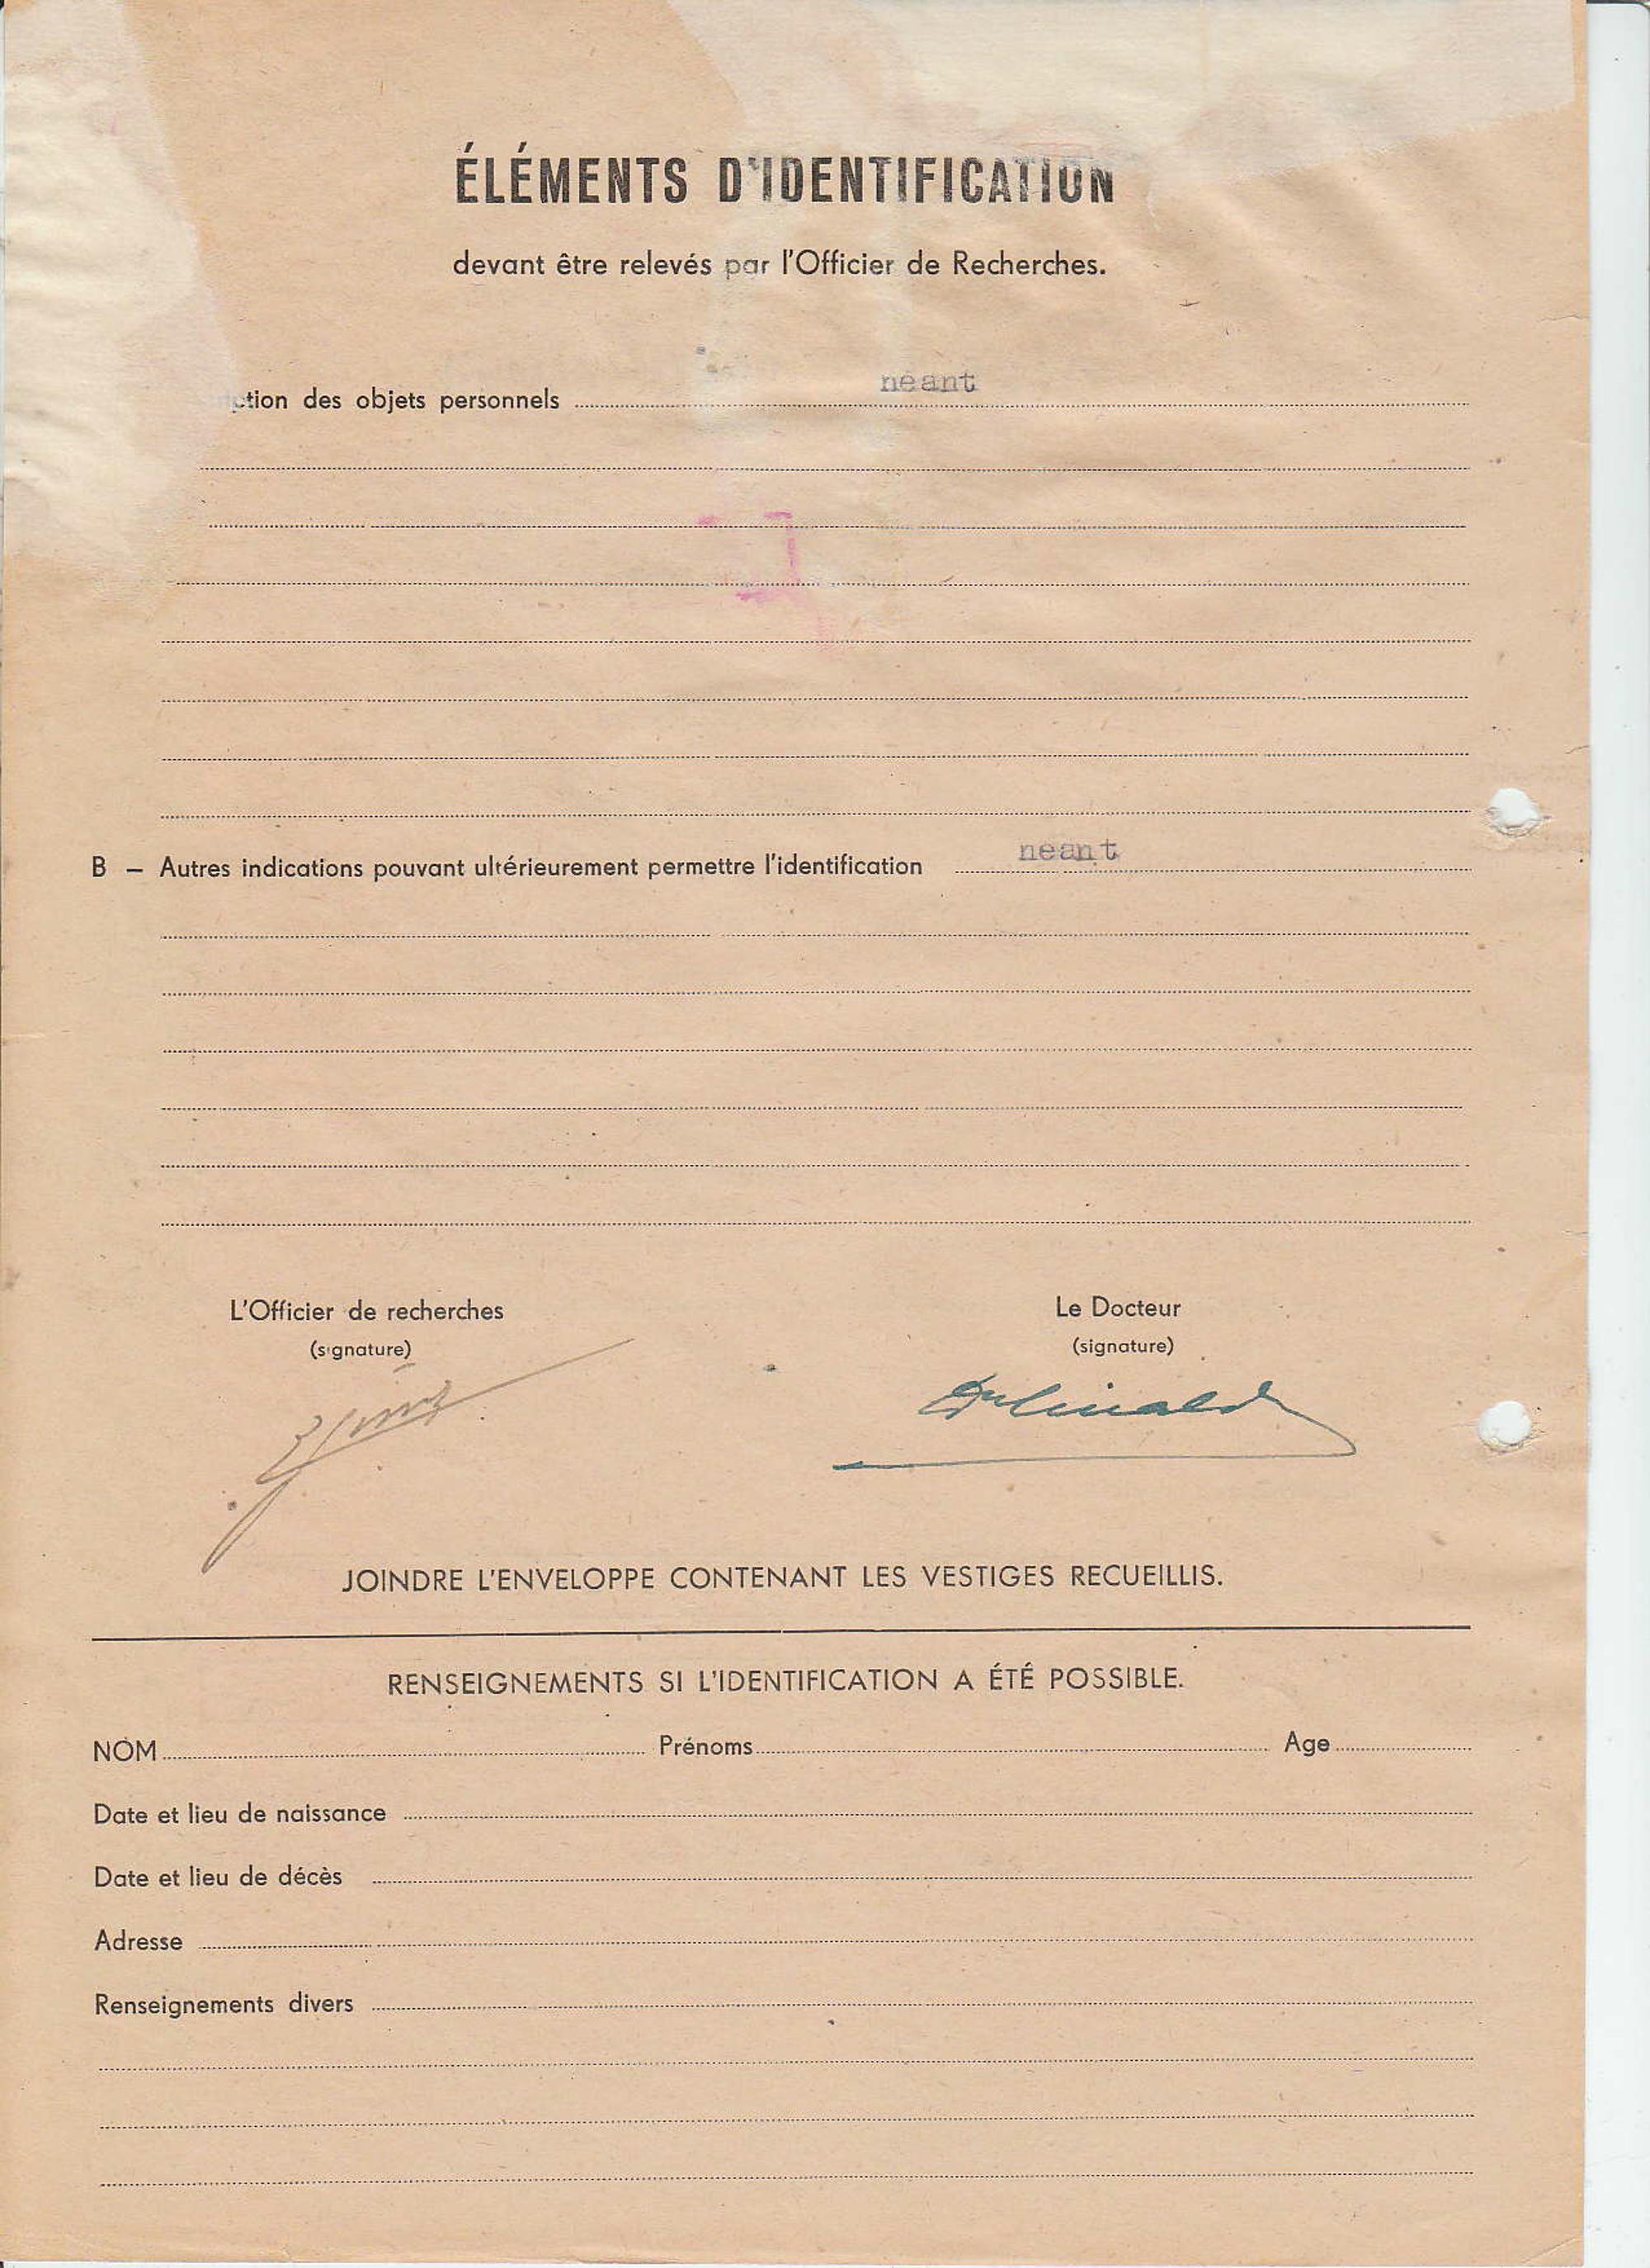 ÉLÉMENTS D'IDENTIFICATION
devant être relevés par l'Officier de Recherches.
ption des objets personnels néant
B – Autres indications pouvant ultérieurement permettre l'identification neant
L'Officier de recherches
(signature)
Le Docteur
(signature)
JOINDRE L'ENVELOPPE CONTENANT LES VESTIGES RECUEILLIS.
RENSEIGNEMENTS SI L'IDENTIFICATION A ÉTÉ POSSIBLE.
NOM Prénoms Age
Date et lieu de naissance
Date et lieu de décès
Adresse
Renseignements divers